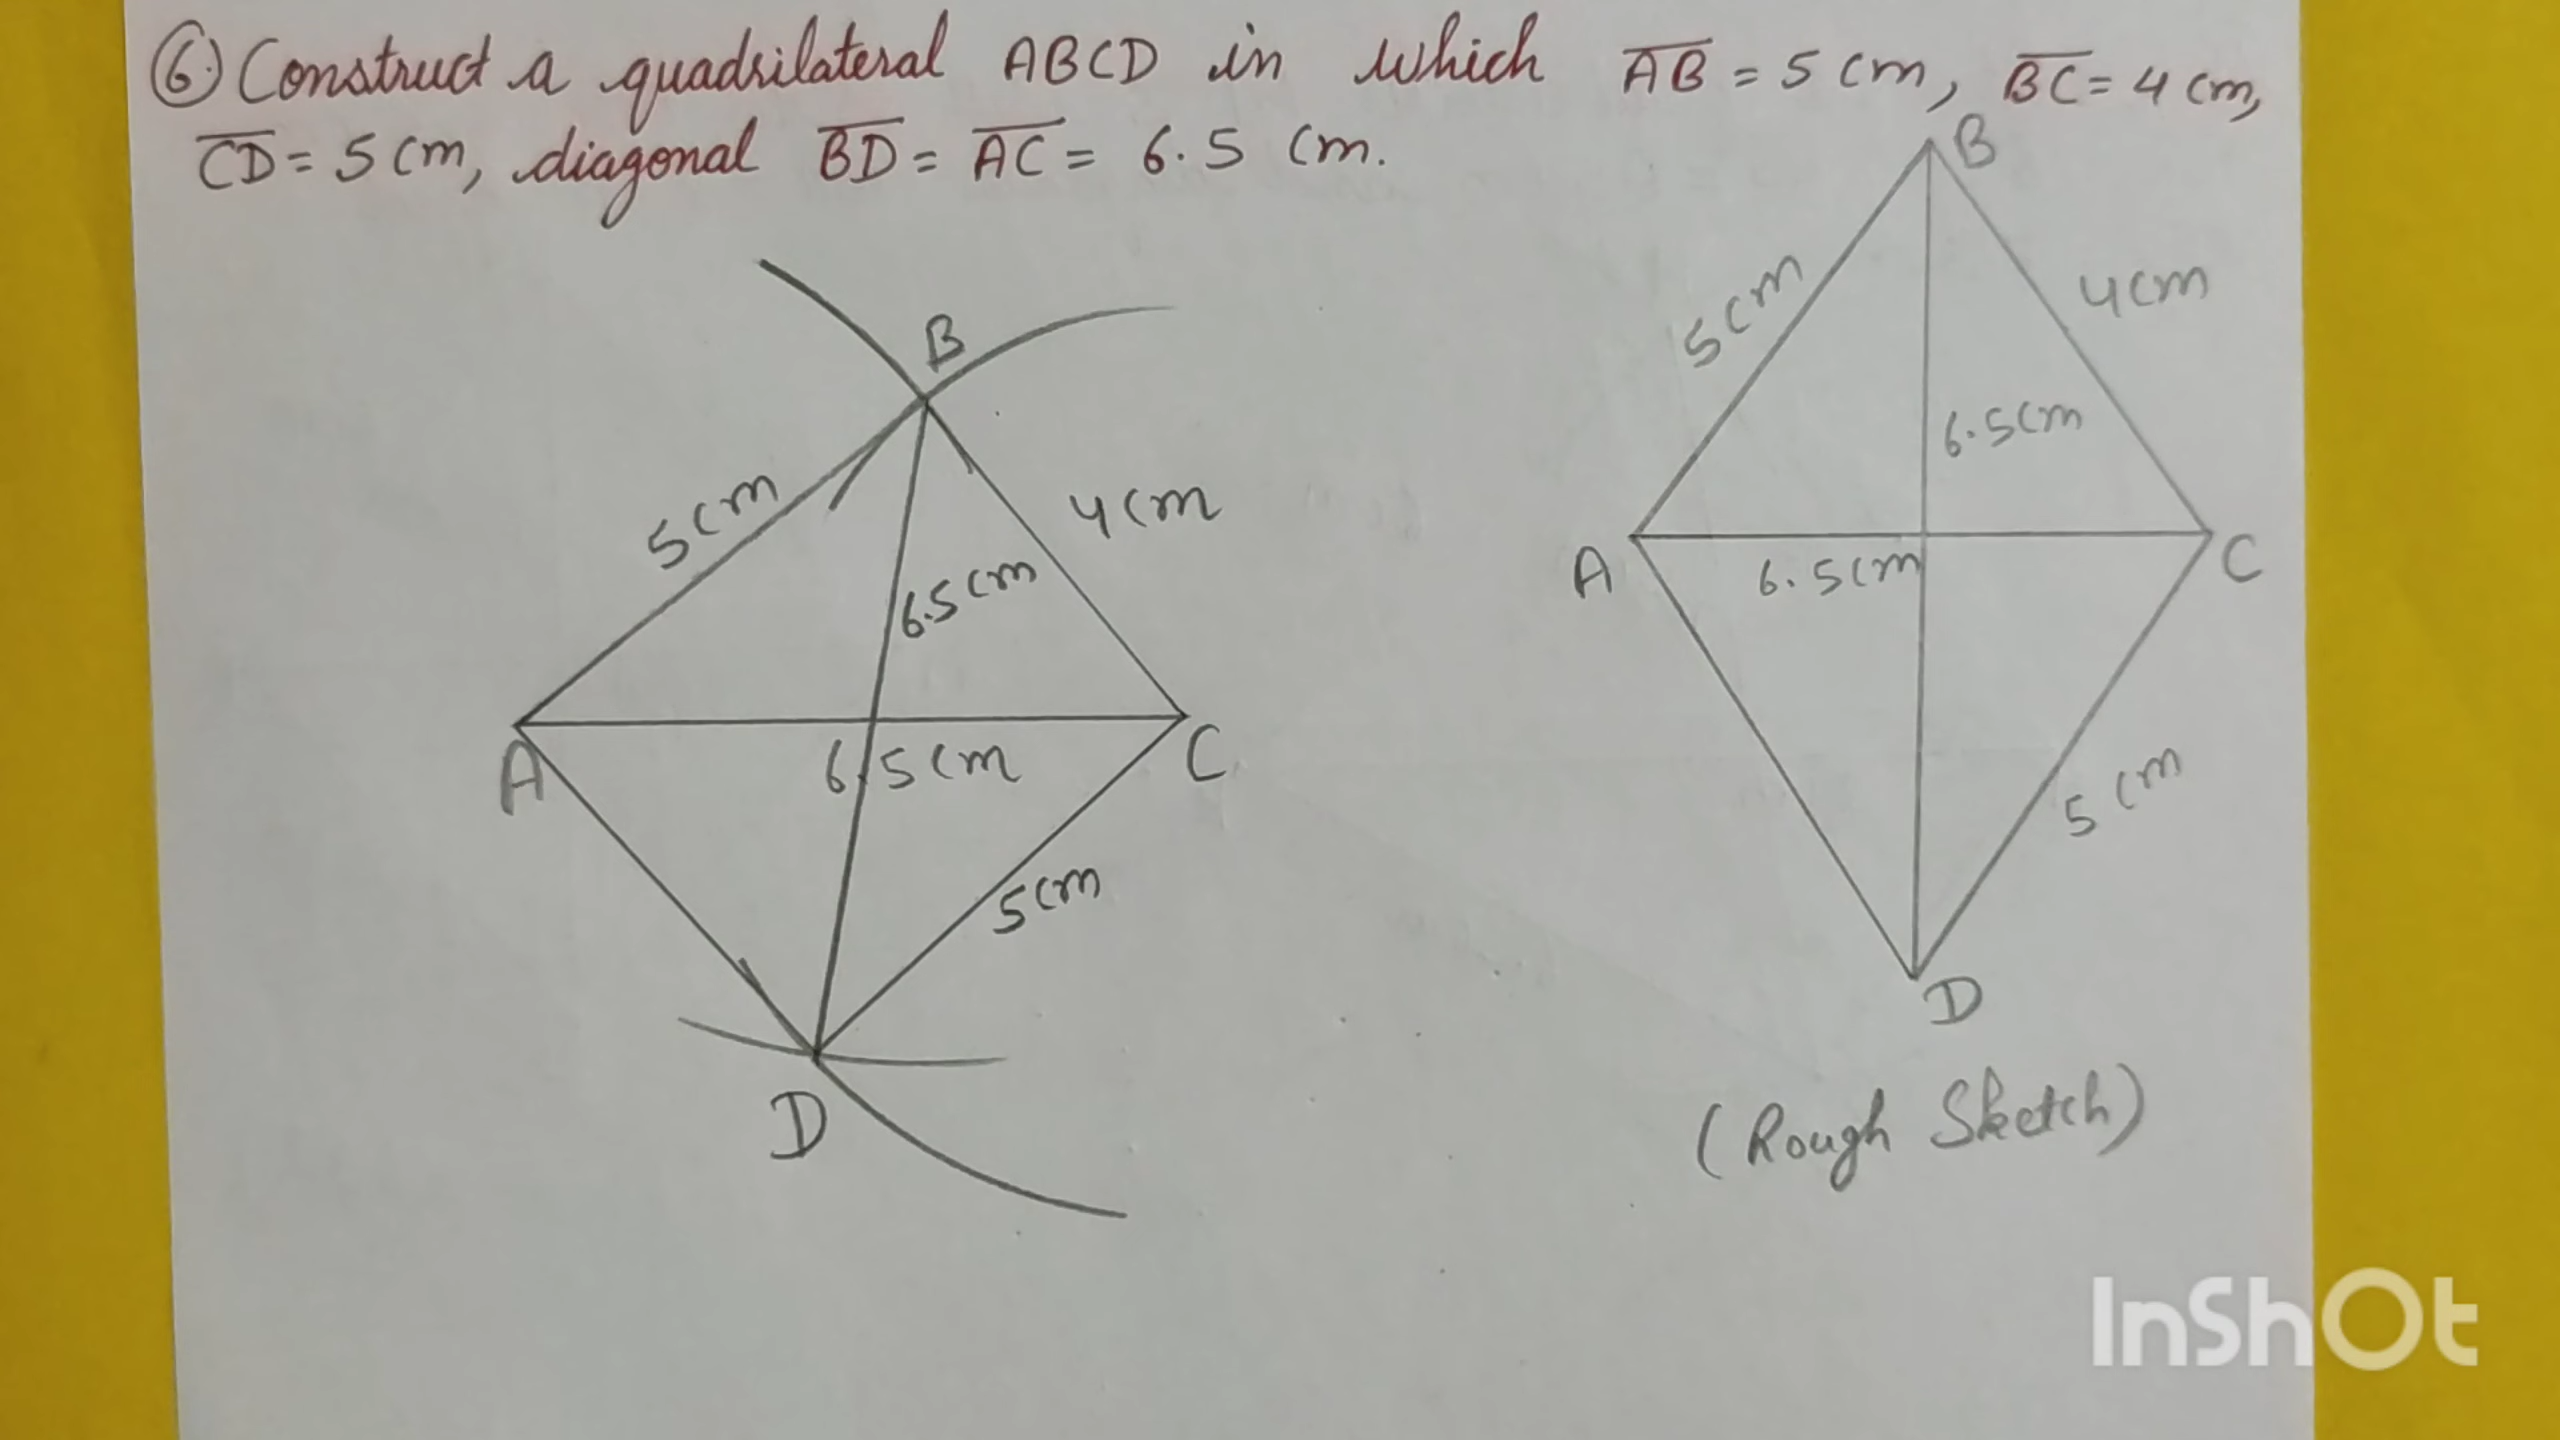 6. Construct a quadrilateral ABCD in which AB = 5 cm, BC = 4 cm,
CD = 5 cm, diagonal BD = AC = 6.5 cm.
B
5cm
4cm
6.5cm
A
6.5cm
C
5cm
D
B
5cm
4cm
6.5cm
A
6.5cm
C
5cm
D
(Rough Sketch)
InShOt